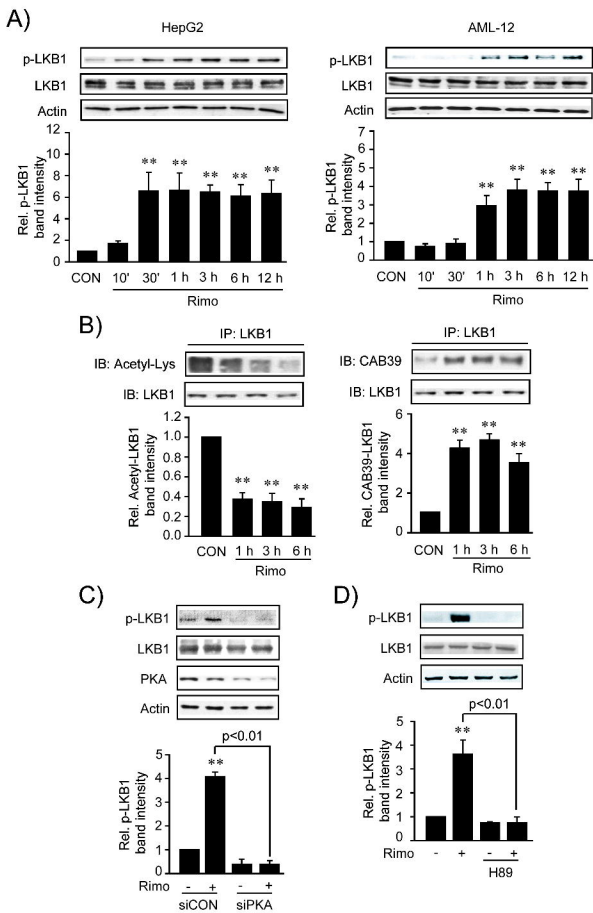 A)
HepG2
p-LKB1
LKB1
Actin
Rel. p-LKB1
band intensity
12
10
8
6
4
2
0
** ** ** ** **
CON 10' 30' 1 h 3 h 6 h 12 h
Rimo
AML-12
p-LKB1
LKB1
Actin
Rel. p-LKB1
band intensity
7
6
5
4
3
2
1
0
** ** ** **
CON 10' 30' 1 h 3 h 6 h 12 h
Rimo
B)
IP: LKB1
IB: Acetyl-Lys
IB: LKB1
Rel. Acetyl-LKB1
band intensity
1.2
1.0
0.8
0.6
0.4
0.2
0.0
** ** **
CON 1 h 3 h 6 h
Rimo
IP: LKB1
IB: CAB39
IB: LKB1
Rel. CAB39-LKB1
band intensity
6
4
2
0
** ** **
CON 1 h 3 h 6 h
Rimo
C)
p-LKB1
LKB1
PKA
Actin
p<0.01
Rel. p-LKB1
band intensity
5
4
3
2
1
0
**
Rimo - + - +
siCON siPKA
D)
p-LKB1
LKB1
Actin
p<0.01
Rel. p-LKB1
band intensity
5
4
3
2
1
0
**
Rimo - + - +
H89